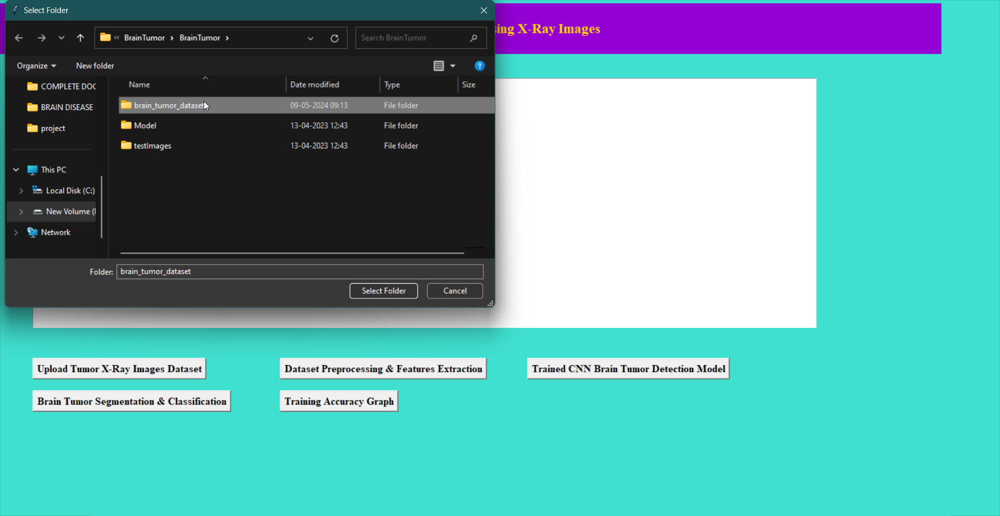 Select Folder
« BrainTumor › BrainTumor ›
Search BrainTumor
ing X-Ray Images
Organize
New folder
Name
Date modified
Type
Size
COMPLETE DOC
BRAIN DISEASE
project
This PC
Local Disk (C:)
New Volume (
Network
brain_tumor_dataset 09-05-2024 09:13 File folder
Model 13-04-2023 12:43 File folder
testImages 13-04-2023 12:43 File folder
Folder: brain_tumor_dataset
Select Folder
Cancel
Upload Tumor X-Ray Images Dataset
Dataset Preprocessing & Features Extraction
Trained CNN Brain Tumor Detection Model
Brain Tumor Segmentation & Classification
Training Accuracy Graph